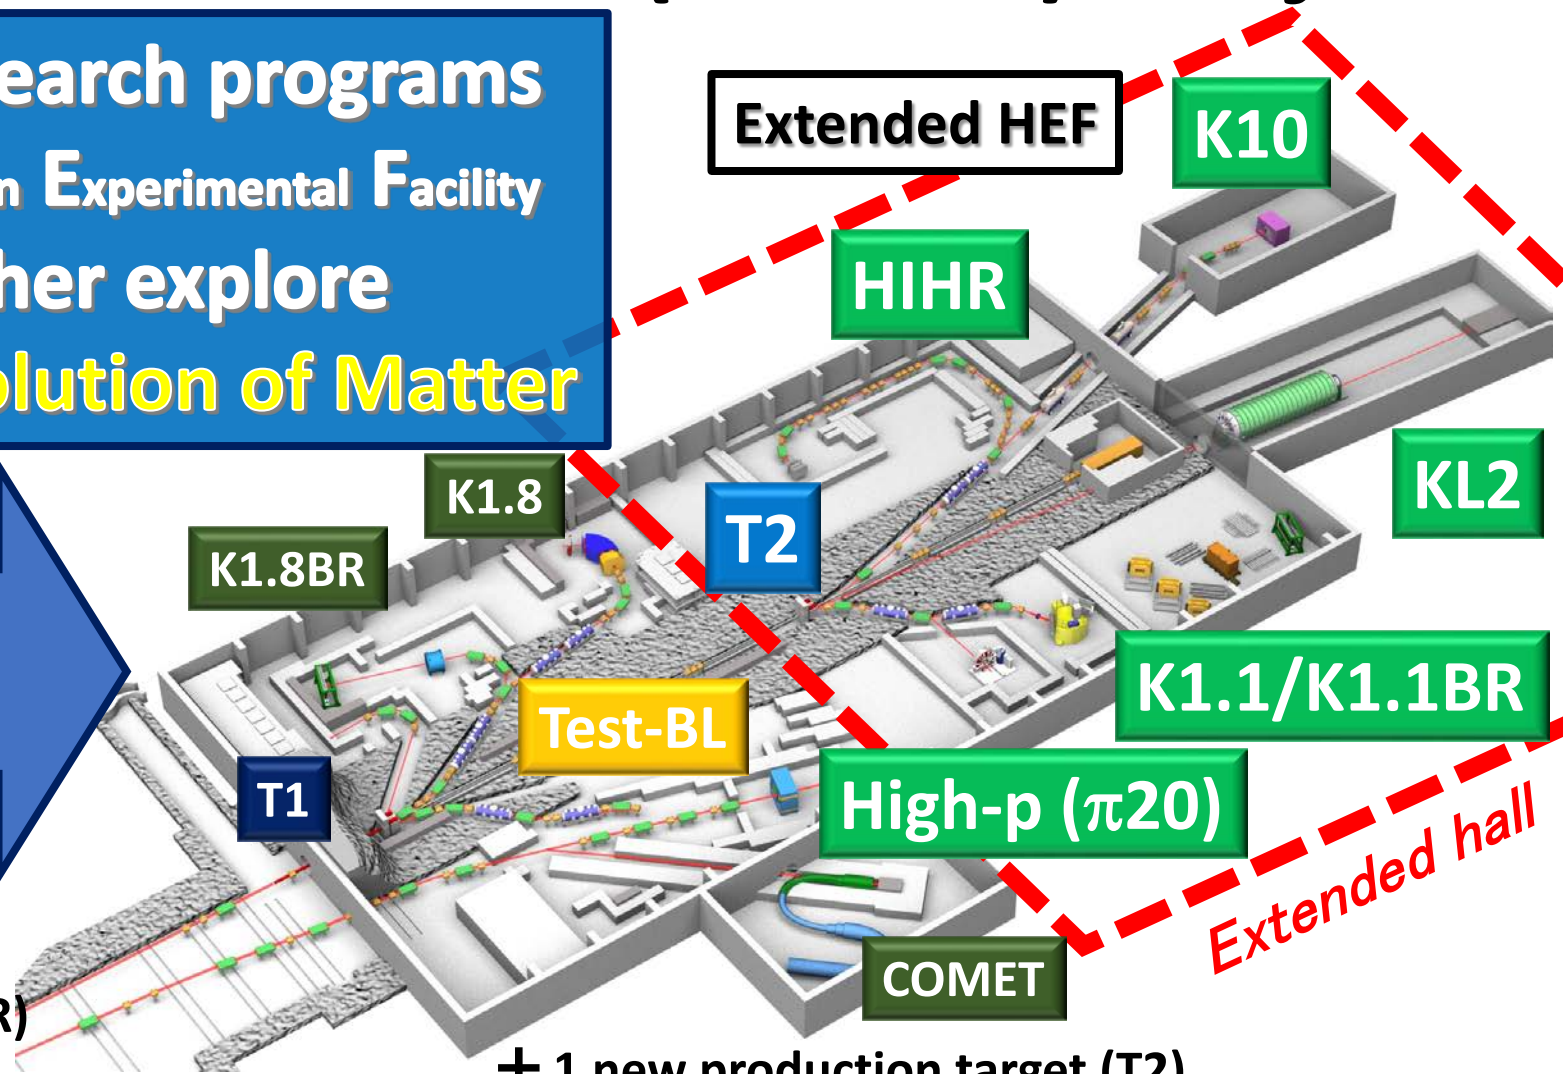 earch programs
n Experimental Facility
her explore
olution of Matter
Extended HEF
K10
HIHR
KL2
K1.8
T2
K1.8BR
K1.1/K1.1BR
Test-BL
T1
High-p (π20)
Extended hall
COMET
R)
+ 1 new production target (T2)